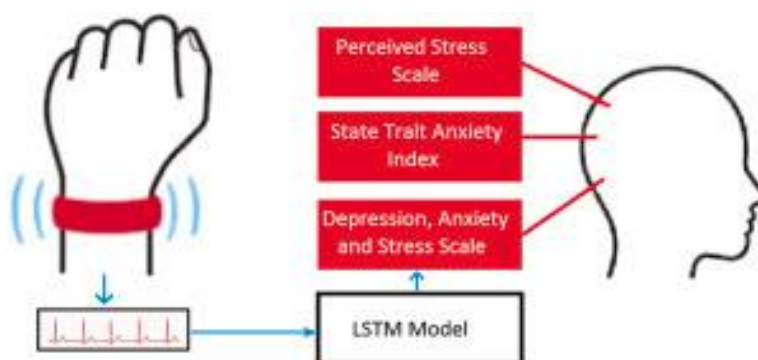 Perceived Stress
Scale
State Trait Anxiety
Index
Depression, Anxiety
and Stress Scale
LSTM Model